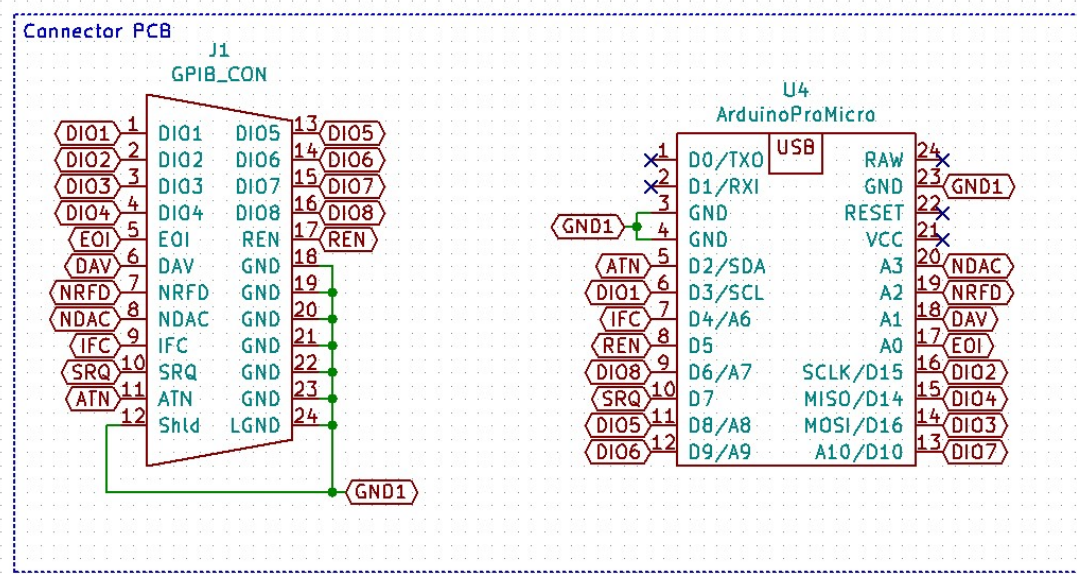 Connector PCB
J1
GPIB_CON
DIO1 1 DIO1 DIO5 13 DIO5
DIO2 2 DIO2 DIO6 14 DIO6
DIO3 3 DIO3 DIO7 15 DIO7
DIO4 4 DIO4 DIO8 16 DIO8
EOI 5 EOI REN 17 REN
DAV 6 DAV GND 18
NRFD 7 NRFD GND 19
NDAC 8 NDAC GND 20
IFC 9 IFC GND 21
SRQ 10 SRQ GND 22
ATN 11 ATN GND 23
12 Shld LGND 24
GND1
U4
ArduinoProMicro
USB
1 D0/TXO RAW 24
2 D1/RXI GND 23 GND1
3 GND RESET 22
GND1
4 GND VCC 21
ATN 5 D2/SDA A3 20 NDAC
DIO1 6 D3/SCL A2 19 NRFD
IFC 7 D4/A6 A1 18 DAV
REN 8 D5 A0 17 EOI
DIO8 9 D6/A7 SCLK/D15 16 DIO2
SRQ 10 D7 MISO/D14 15 DIO4
DIO5 11 D8/A8 MOSI/D16 14 DIO3
DIO6 12 D9/A9 A10/D10 13 DIO7